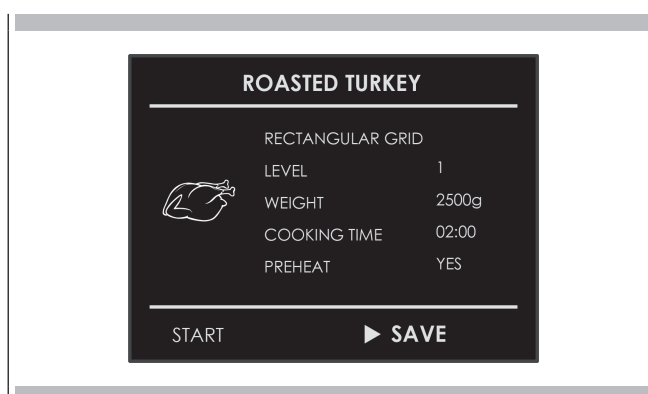 ROASTED TURKEY
RECTANGULAR GRID
LEVEL 1
WEIGHT 2500g
COOKING TIME 02:00
PREHEAT YES
START ▶ SAVE